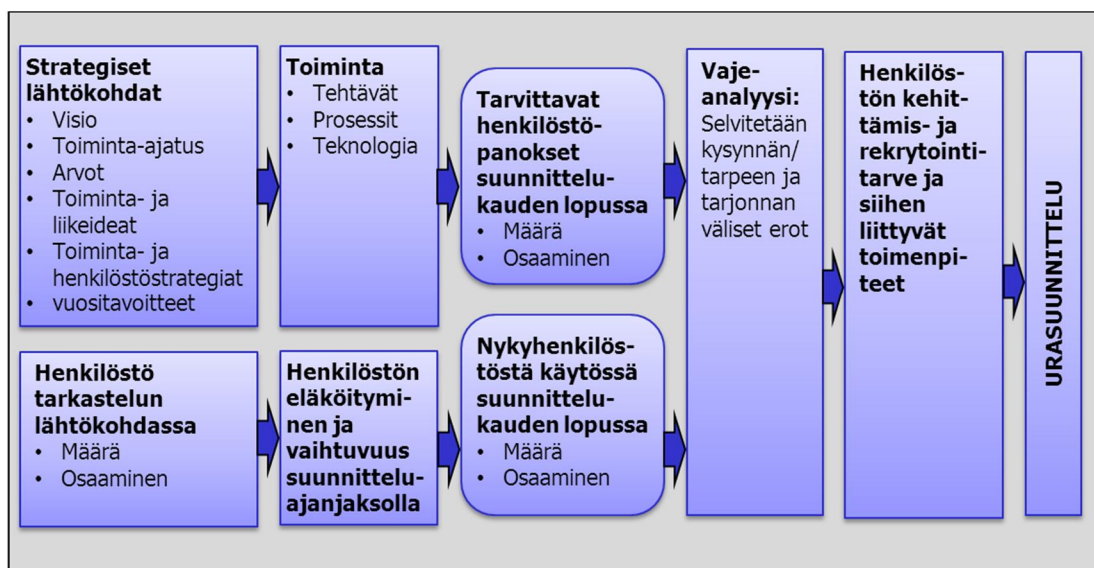 Strategiset
lähtökohdat
• Visio
• Toiminta-ajatus
• Arvot
• Toiminta- ja
liikeideat
• Toiminta- ja
henkilöstöstrategiat
• vuositavoitteet
Toiminta
• Tehtävät
• Prosessit
• Teknologia
Tarvittavat
henkilöstö-
panokset
suunnittelu-
kauden lopussa
• Määrä
• Osaaminen
Henkilöstö
tarkastelun
lähtökohdassa
• Määrä
• Osaaminen
Henkilöstön
eläköitymi-
nen ja
vaihtuvuus
suunnittelu-
ajanjaksolla
Nykyhenkilös-
töstä käytössä
suunnittelu-
kauden lopussa
• Määrä
• Osaaminen
Vaje-
analyysi:
Selvitetään
kysynnän/
tarpeen ja
tarjonnan
väliset erot
Henkilös-
tön kehit-
tämis- ja
rekrytointi-
tarve ja
siihen
liittyvät
toimenpi-
teet
URASUUNNITTELU